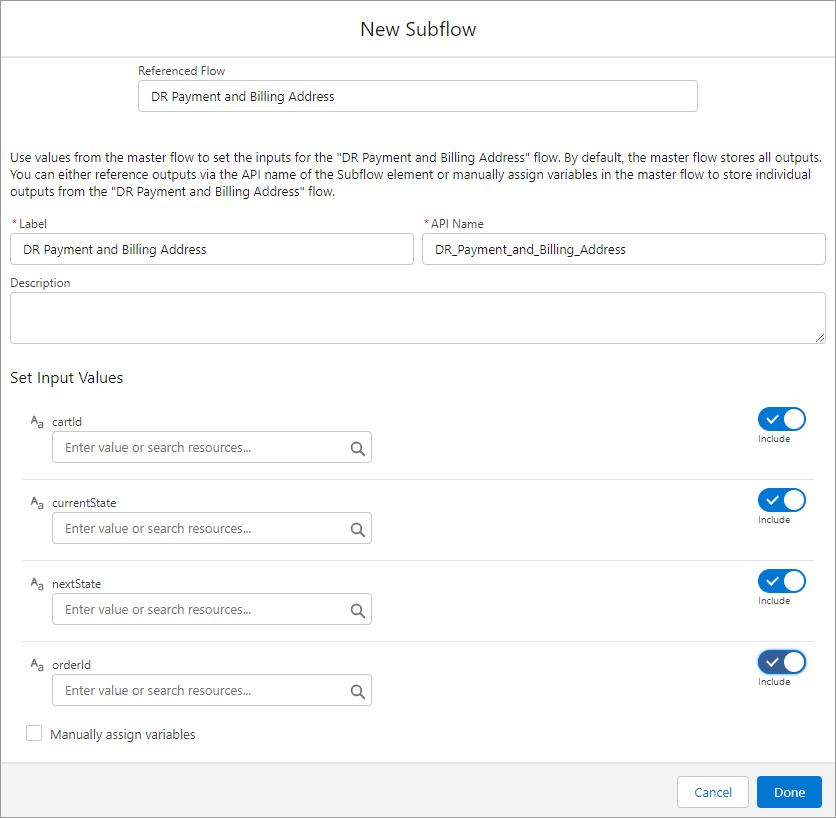 New Subflow
Referenced Flow
DR Payment and Billing Address
Use values from the master flow to set the inputs for the "DR Payment and Billing Address" flow. By default, the master flow stores all outputs.
You can either reference outputs via the API name of the Subflow element or manually assign variables in the master flow to store individual
outputs from the "DR Payment and Billing Address" flow.
*Label
*API Name
DR Payment and Billing Address
DR_Payment_and_Billing_Address
Description
Set Input Values
Aa cartId
Enter value or search resources...
Include
Aa currentState
Enter value or search resources...
Include
Aa nextState
Enter value or search resources...
Include
Aa orderId
Enter value or search resources...
Include
Manually assign variables
Cancel
Done